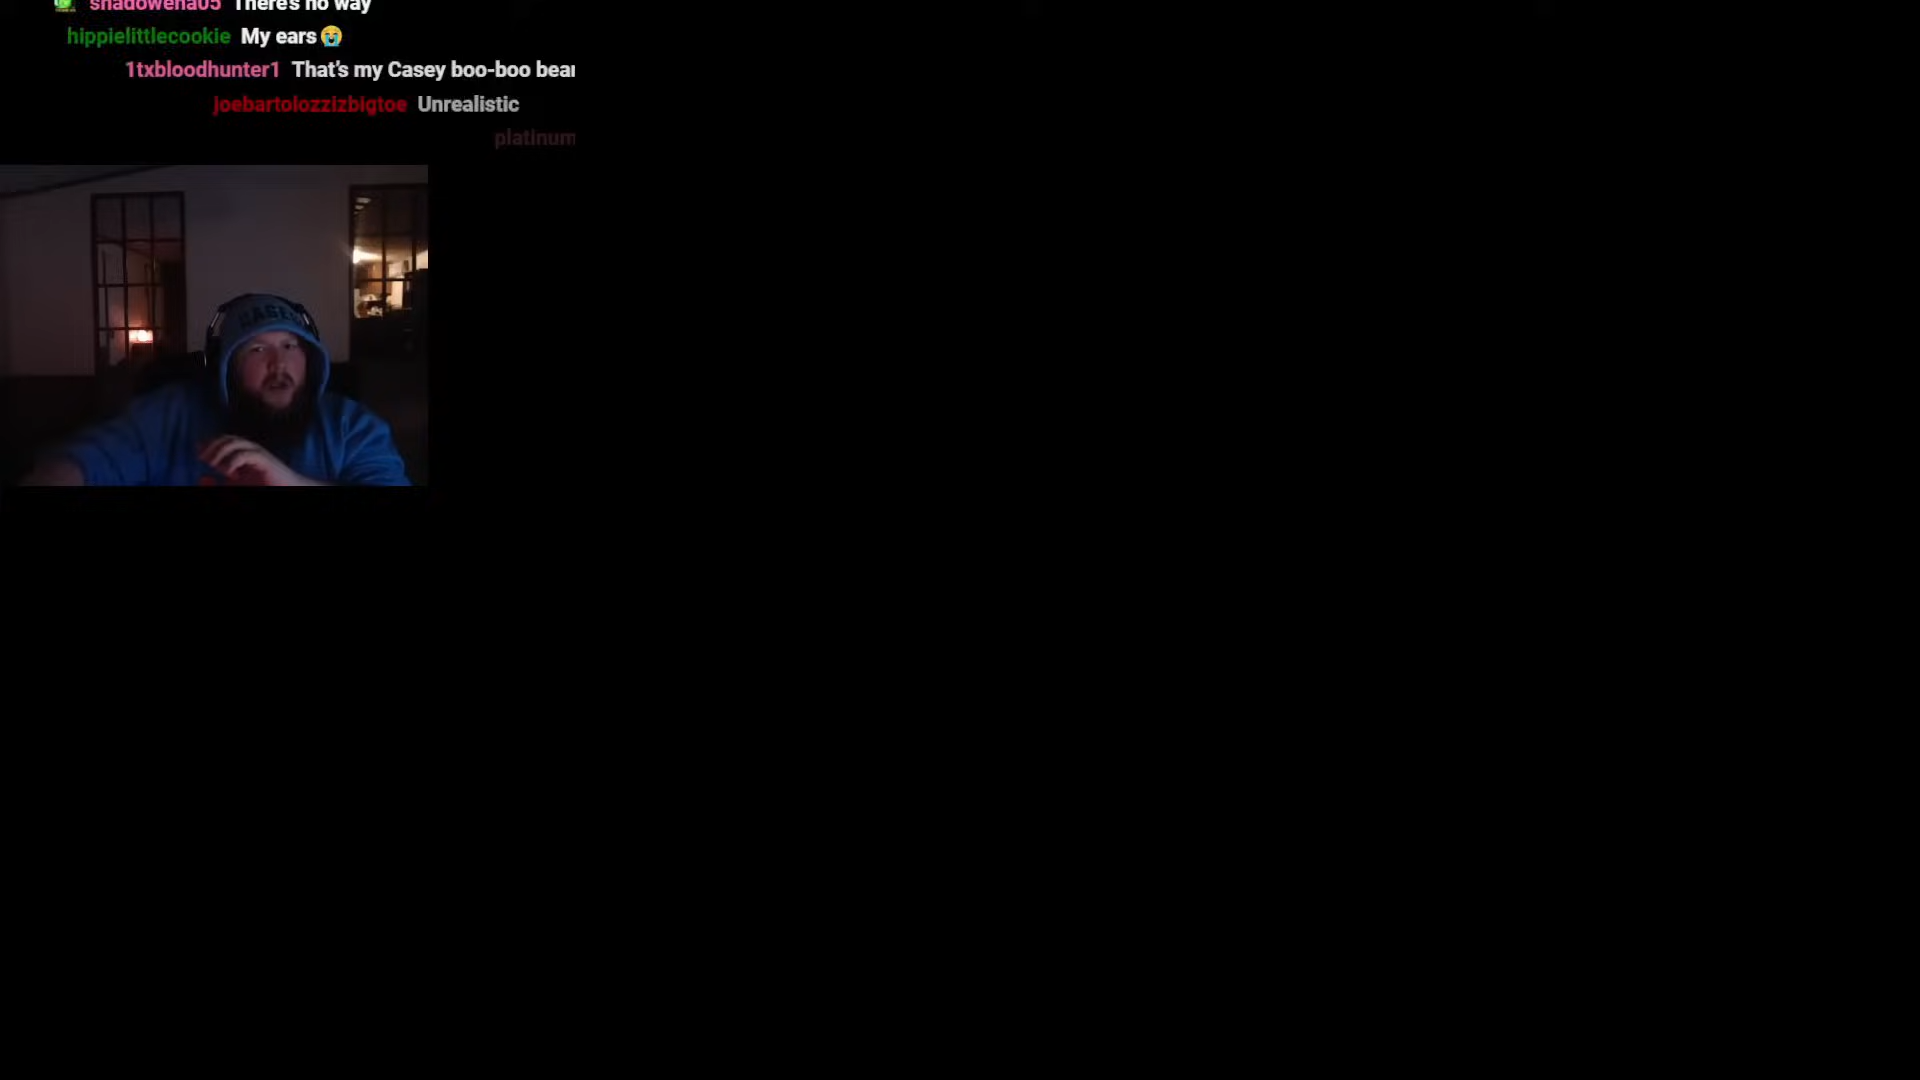 shadowena05 There's no way
hippielittlecookie My ears😭
1txbloodhunter1 That's my Casey boo-boo bear
joebartolozzizbigtoe Unrealistic
platinum